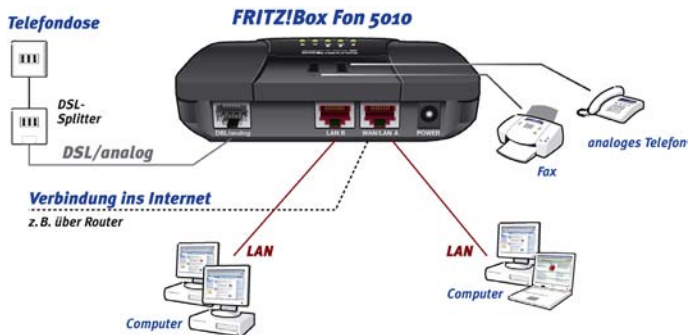 FRITZ!Box Fon 5010
Telefondose
DSL-
Splitter
DSL/analog
DSL/analog
LAN B
WAN/LAN A
POWER
Fax
analoges Telefon
Verbindung ins Internet
z.B. über Router
LAN
LAN
Computer
Computer